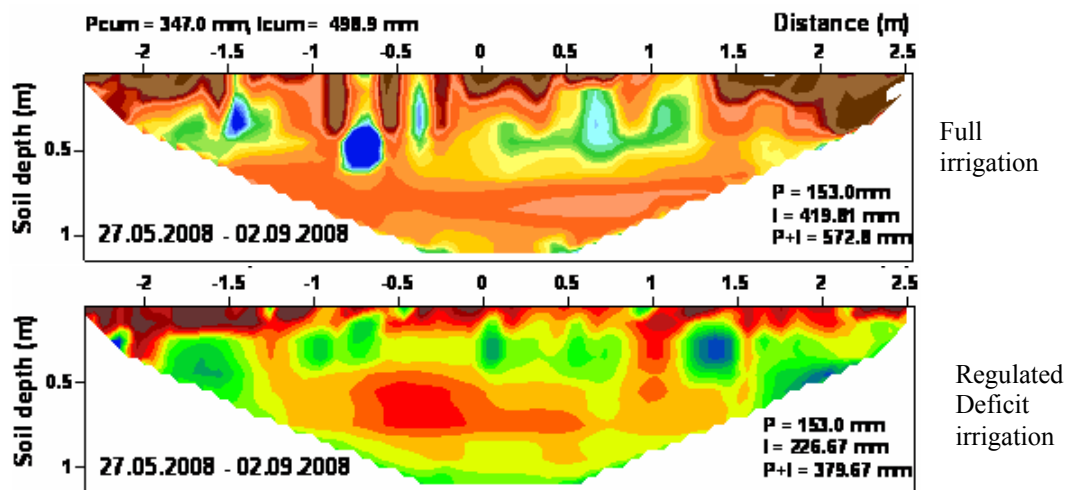 Pcum = 347.0 mm, Icum = 498.9 mm Distance (m)
-2 -1.5 -1 -0.5 0 0.5 1 1.5 2 2.5
Soil depth (m)
0.5
1
P = 153.0mm
I = 419.81 mm
P+I = 572.8 mm
27.05.2008 - 02.09.2008
Full
irrigation
-2 -1.5 -1 -0.5 0 0.5 1 1.5 2 2.5
Soil depth (m)
0.5
1
P = 153.0 mm
I = 226.67 mm
P+I = 379.67 mm
27.05.2008 - 02.09.2008
Regulated
Deficit
irrigation